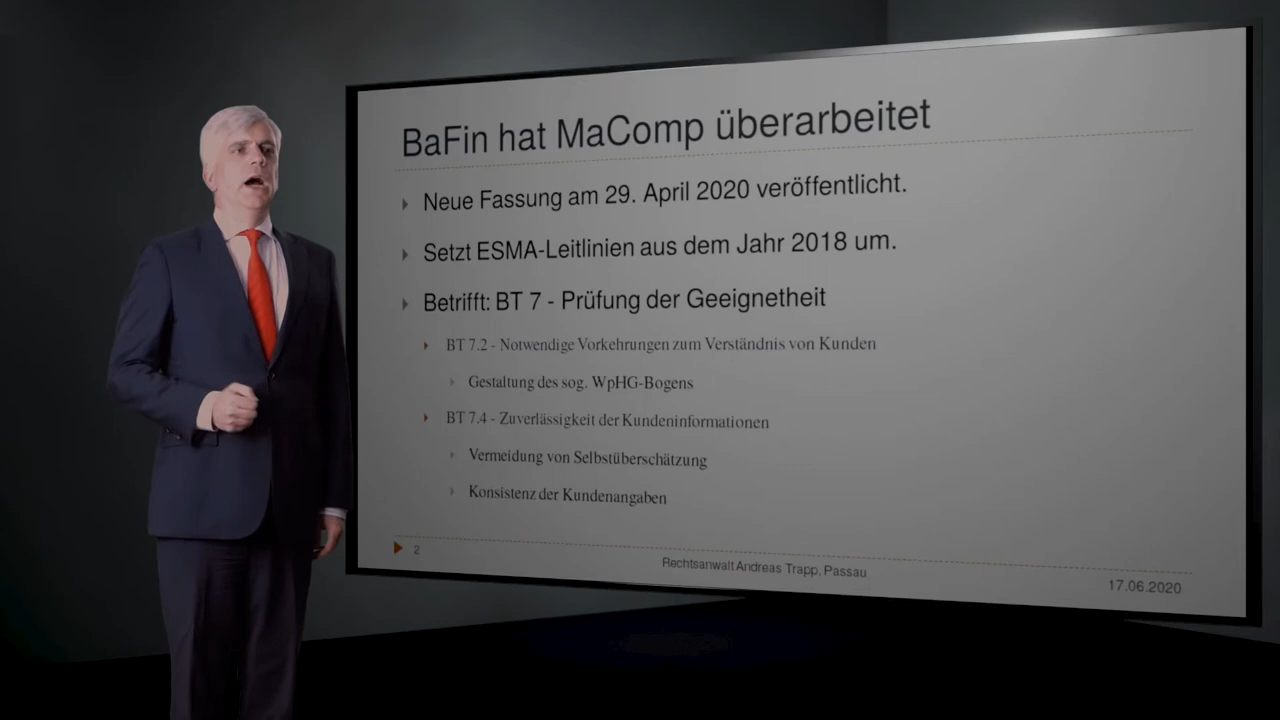 BaFin hat MaComp überarbeitet
Neue Fassung am 29. April 2020 veröffentlicht.
Setzt ESMA-Leitlinien aus dem Jahr 2018 um.
Betrifft: BT 7 - Prüfung der Geeignetheit
BT 7.2 - Notwendige Vorkehrungen zum Verständnis von Kunden
Gestaltung des sog. WpHG-Bogens
BT 7.4 - Zuverlässigkeit der Kundeninformationen
Vermeidung von Selbstüberschätzung
Konsistenz der Kundenangaben
2
Rechtsanwalt Andreas Trapp, Passau
17.06.2020